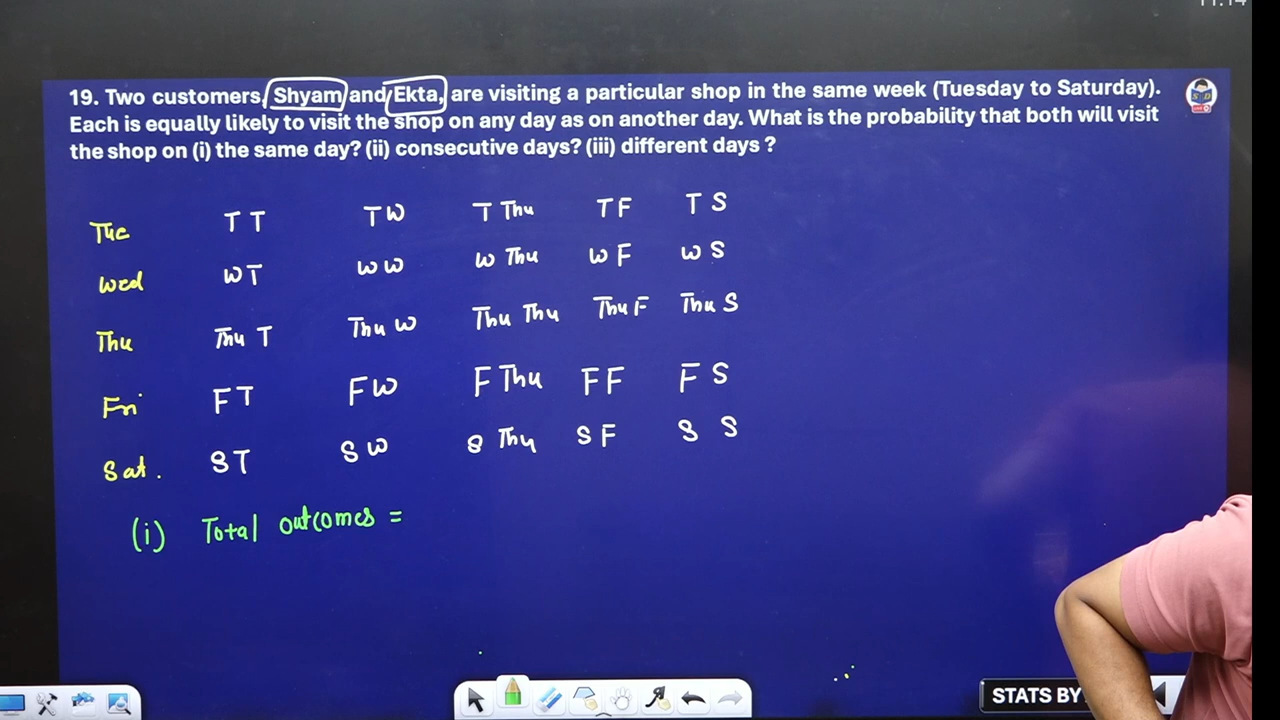 19. Two customers, Shyam and Ekta, are visiting a particular shop in the same week (Tuesday to Saturday).
Each is equally likely to visit the shop on any day as on another day. What is the probability that both will visit
the shop on (i) the same day? (ii) consecutive days? (iii) different days ?
Tue T T T W T Thu T F T S
Wed W T W W W Thu W F W S
Thu Thu T Thu W Thu Thu Thu F Thu S
Fri F T F W F Thu F F F S
Sat. S T S W S Thu S F S S
(i) Total outcomes =
STATS BY